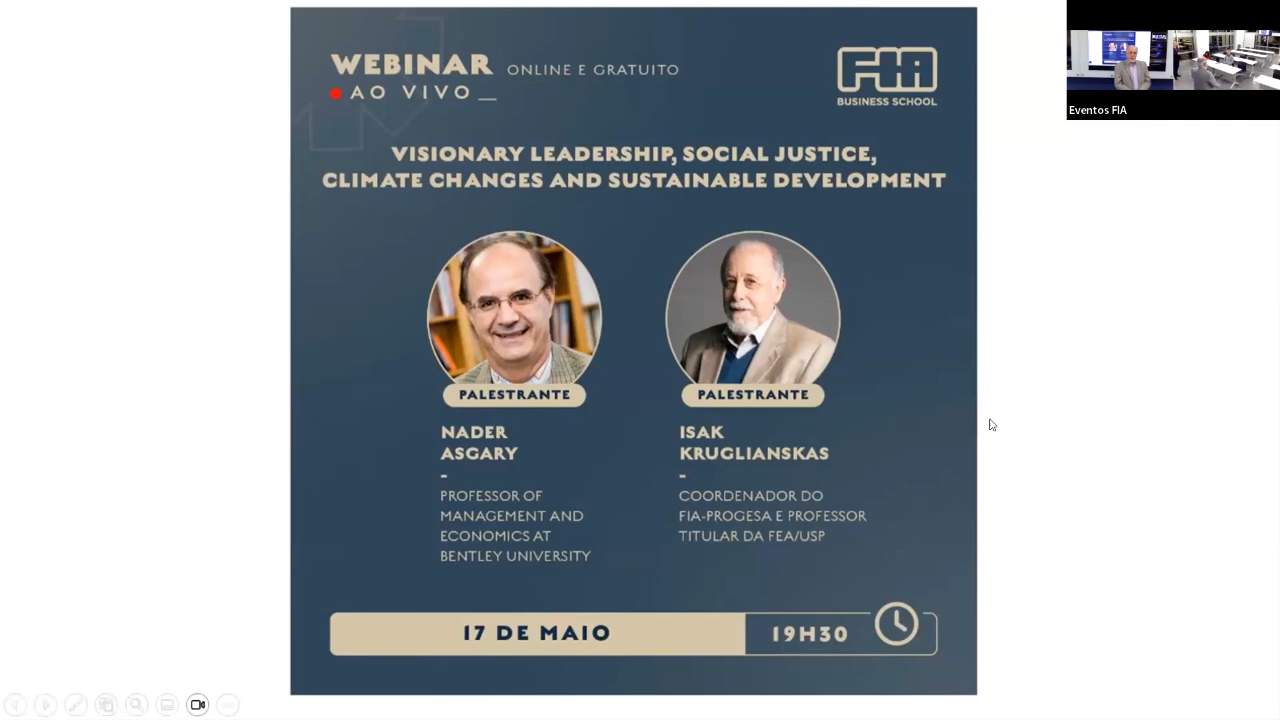 WEBINAR ONLINE E GRATUITO
AO VIVO_
FIA
BUSINESS SCHOOL
VISIONARY LEADERSHIP, SOCIAL JUSTICE,
CLIMATE CHANGES AND SUSTAINABLE DEVELOPMENT
PALESTRANTE
NADER
ASGARY
-
PROFESSOR OF
MANAGEMENT AND
ECONOMICS AT
BENTLEY UNIVERSITY
PALESTRANTE
ISAK
KRUGLIANSKAS
-
COORDENADOR DO
FIA-PROGESA E PROFESSOR
TITULAR DA FEA/USP
17 DE MAIO
19H30
Eventos FIA